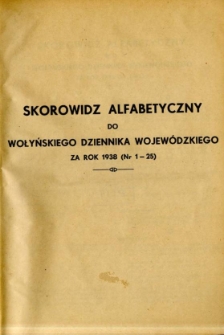 SKOROWIDZ ALFABETYCZNY
DO
WOŁYŃSKIEGO DZIENNIKA WOJEWÓDZKIEGO
ZA ROK 1938 (Nr 1-25)